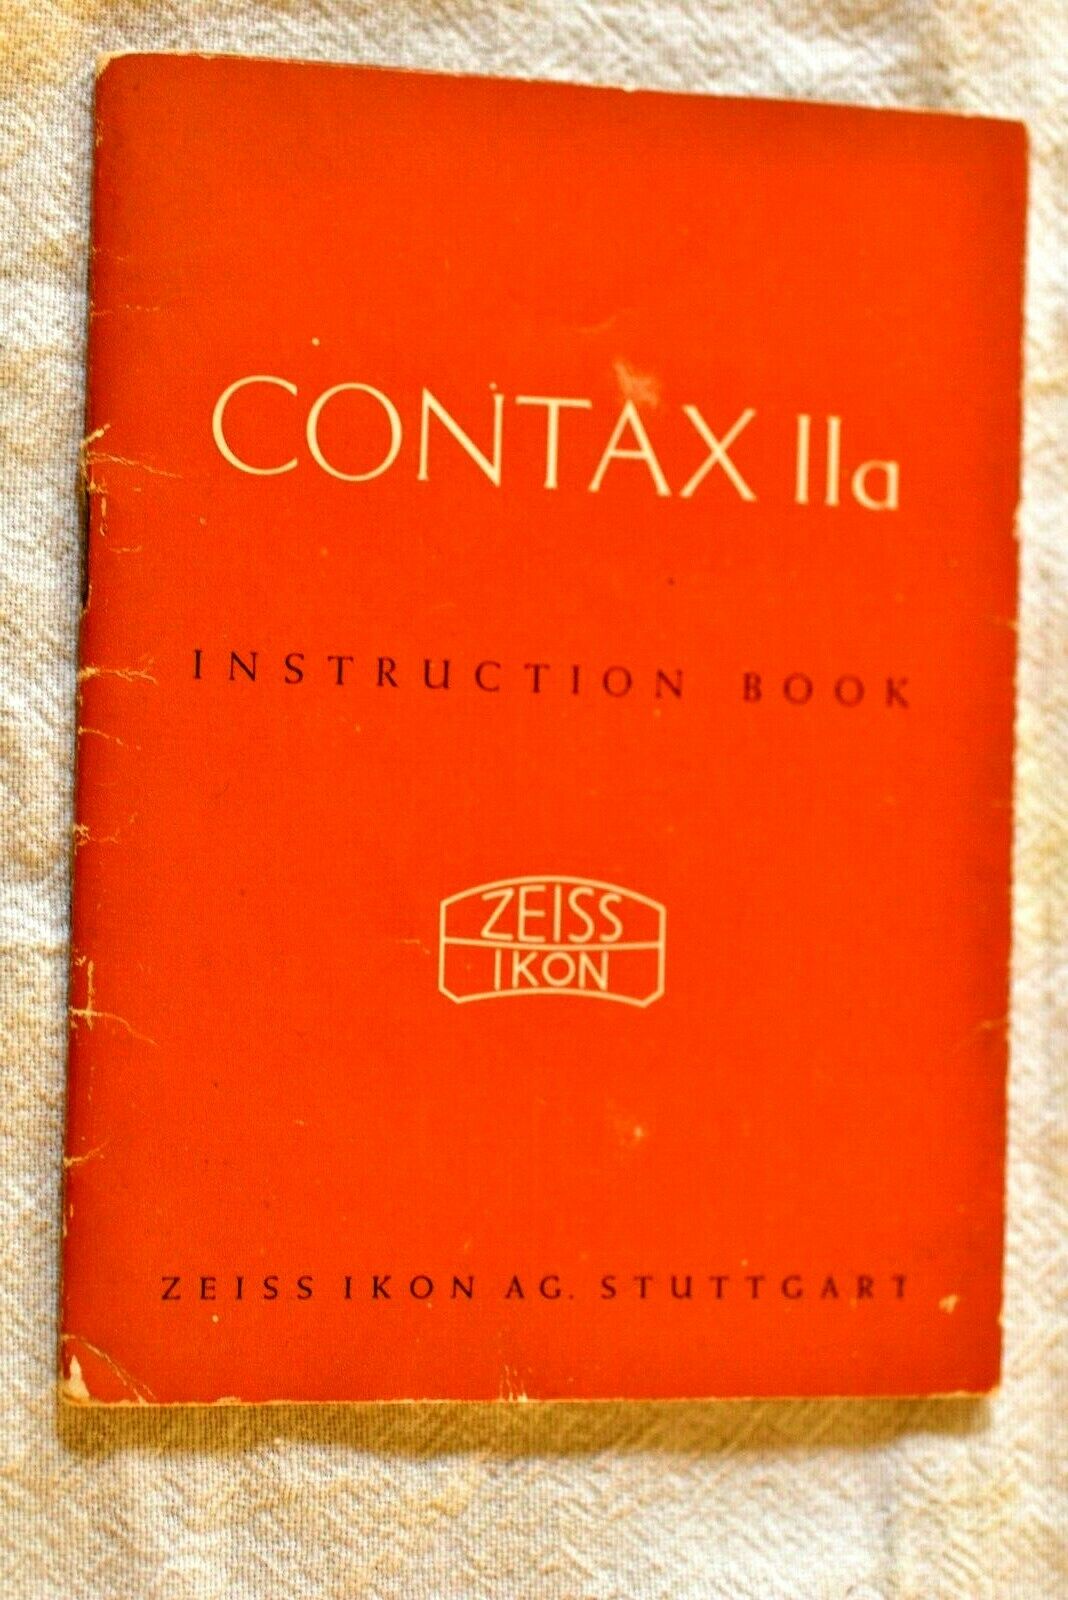 CONTAX IIa
INSTRUCTION BOOK
ZEISS
IKON
ZEISS IKON AG. STUTTGART